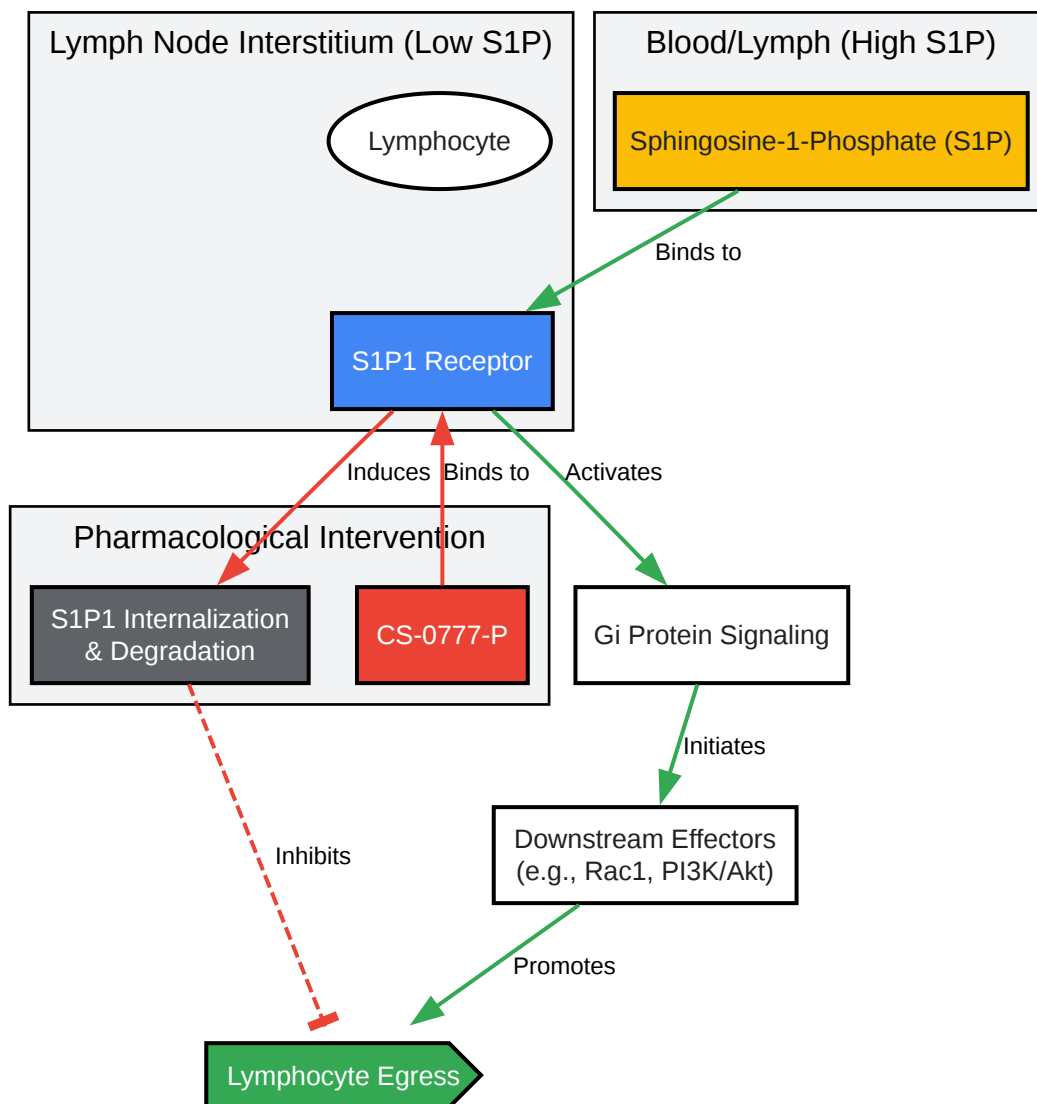 Lymph Node Interstitium (Low S1P)
Blood/Lymph (High S1P)
Lymphocyte
Sphingosine-1-Phosphate (S1P)
Binds to
S1P1 Receptor
Induces
Binds to
Activates
Pharmacological Intervention
S1P1 Internalization
& Degradation
CS-0777-P
Gi Protein Signaling
Initiates
Downstream Effectors
(e.g., Rac1, PI3K/Akt)
Inhibits
Promotes
Lymphocyte Egress